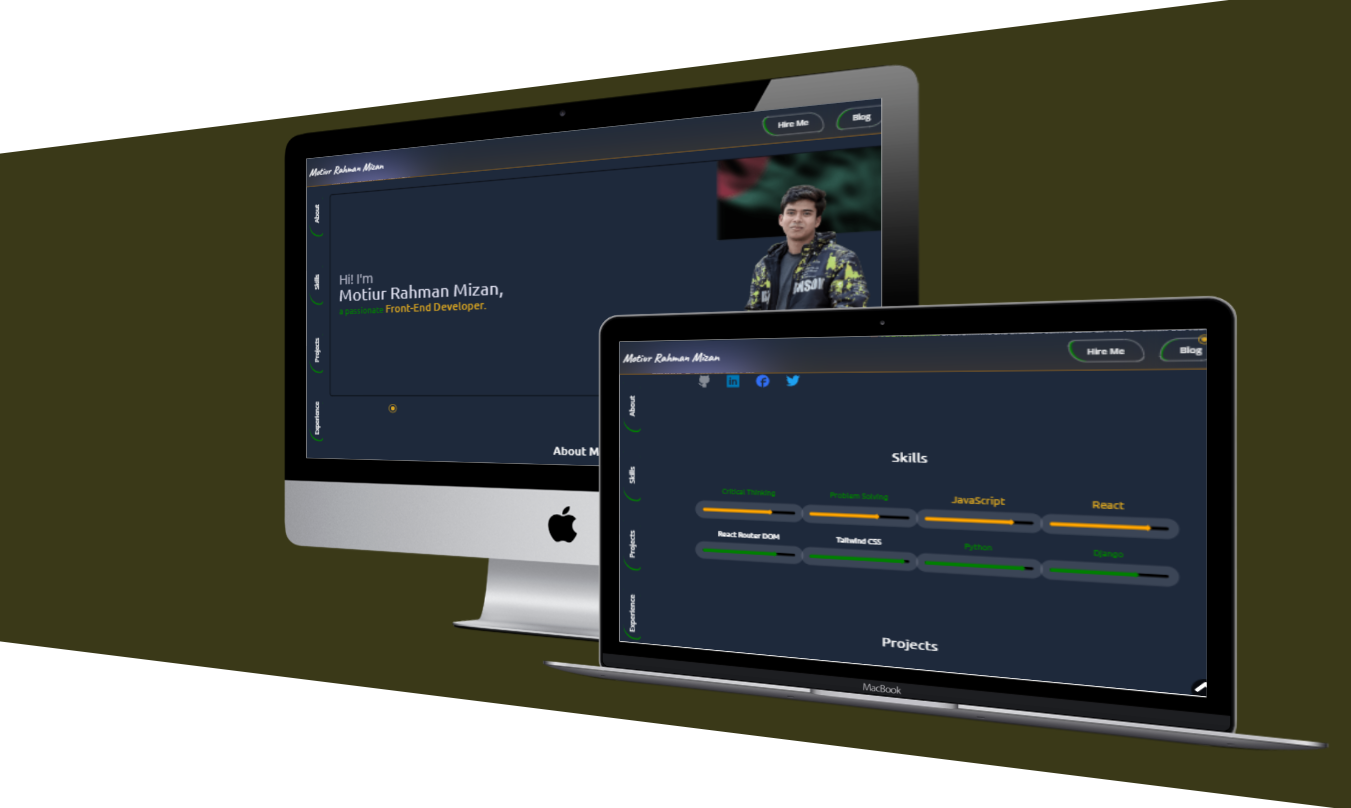 Hire Me
Blog
Motiur Rahman Mizan
About
Skills
Projects
Experience
Hi! I'm
Motiur Rahman Mizan,
a passionate Front-End Developer.
About M
Motiur Rahman Mizan
Hire Me
Blog
in
About
Skills
Projects
Experience
Skills
Critical Thinking
Problem Solving
JavaScript
React
React Router DOM
Tailwind CSS
Python
Django
Projects
MacBook